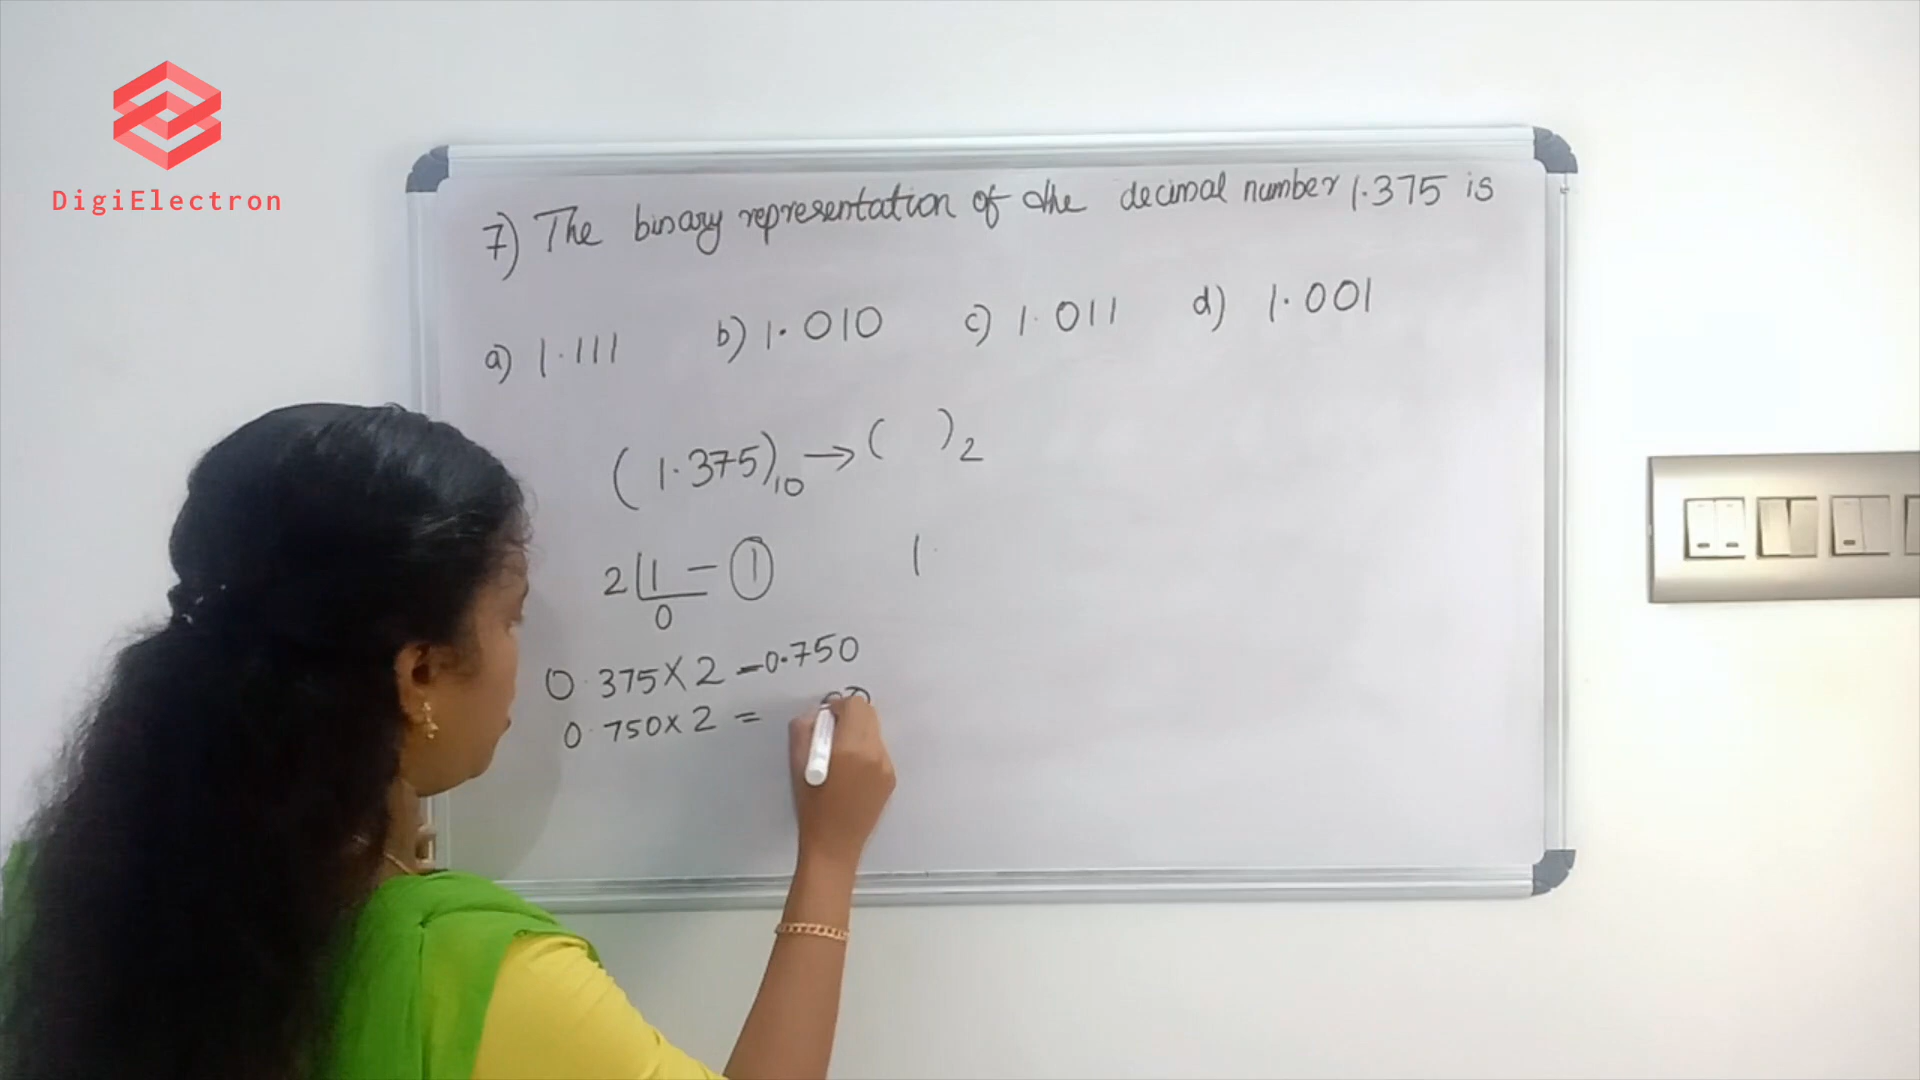 DigiElectron
7) The binary representation of the decimal number 1.375 is
a) 1.111 b) 1.010 c) 1.011 d) 1.001
(1.375)10 → ( )2
2 1 - 1 1.
0
0.375 X 2 = 0.750
0.750 x 2 =